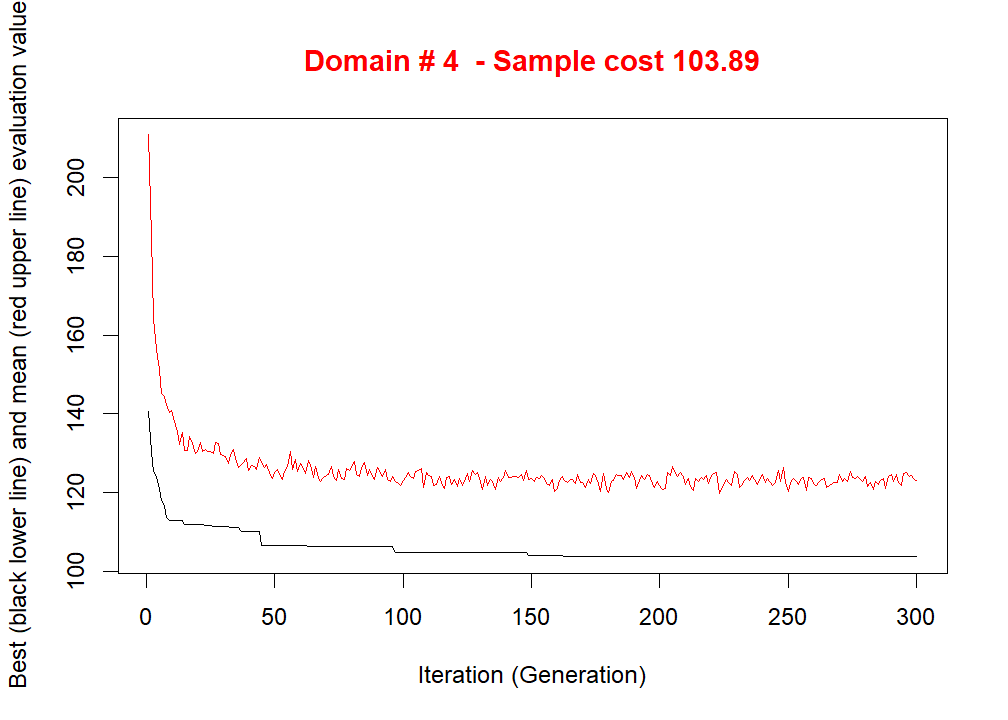 Domain # 4  - Sample cost 103.89
Best (black lower line) and mean (red upper line) evaluation value
200
180
160
140
120
100
0 50 100 150 200 250 300
Iteration (Generation)